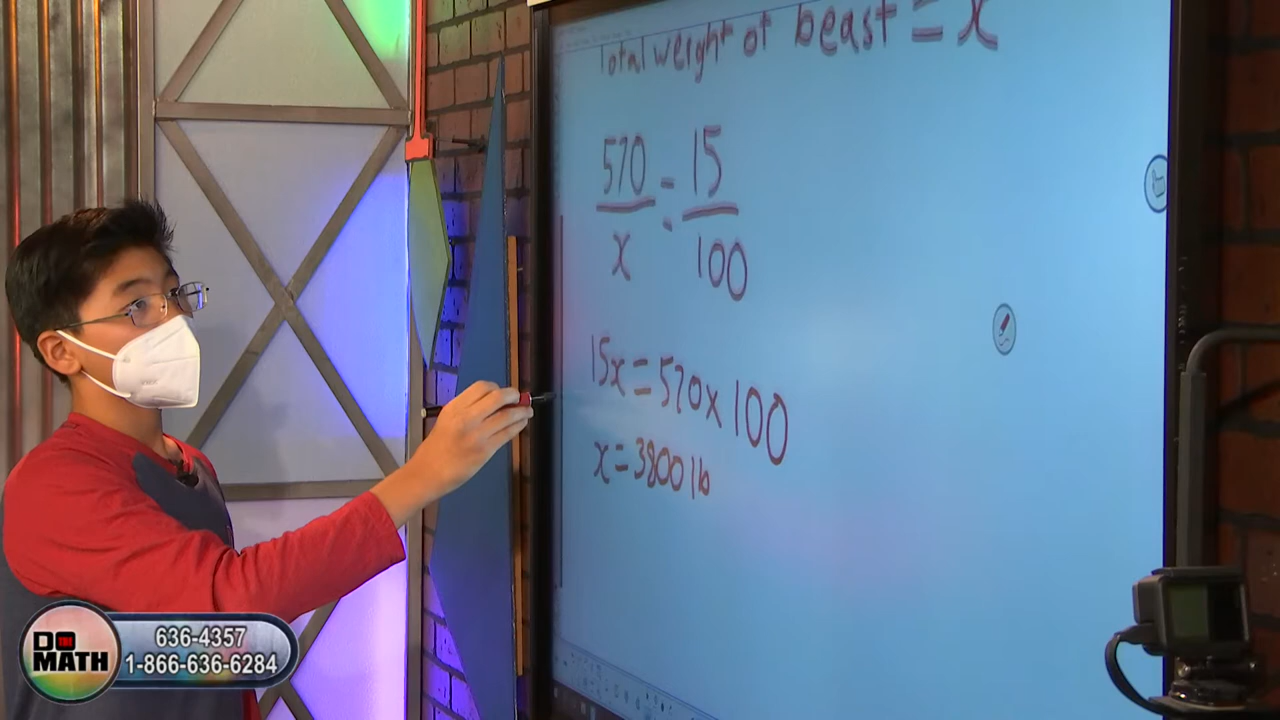 Total weight of beast = x
570 = 15
x 100
15x = 570 x 100
x = 3800 lb
DO THE MATH
636-4357
1-866-636-6284